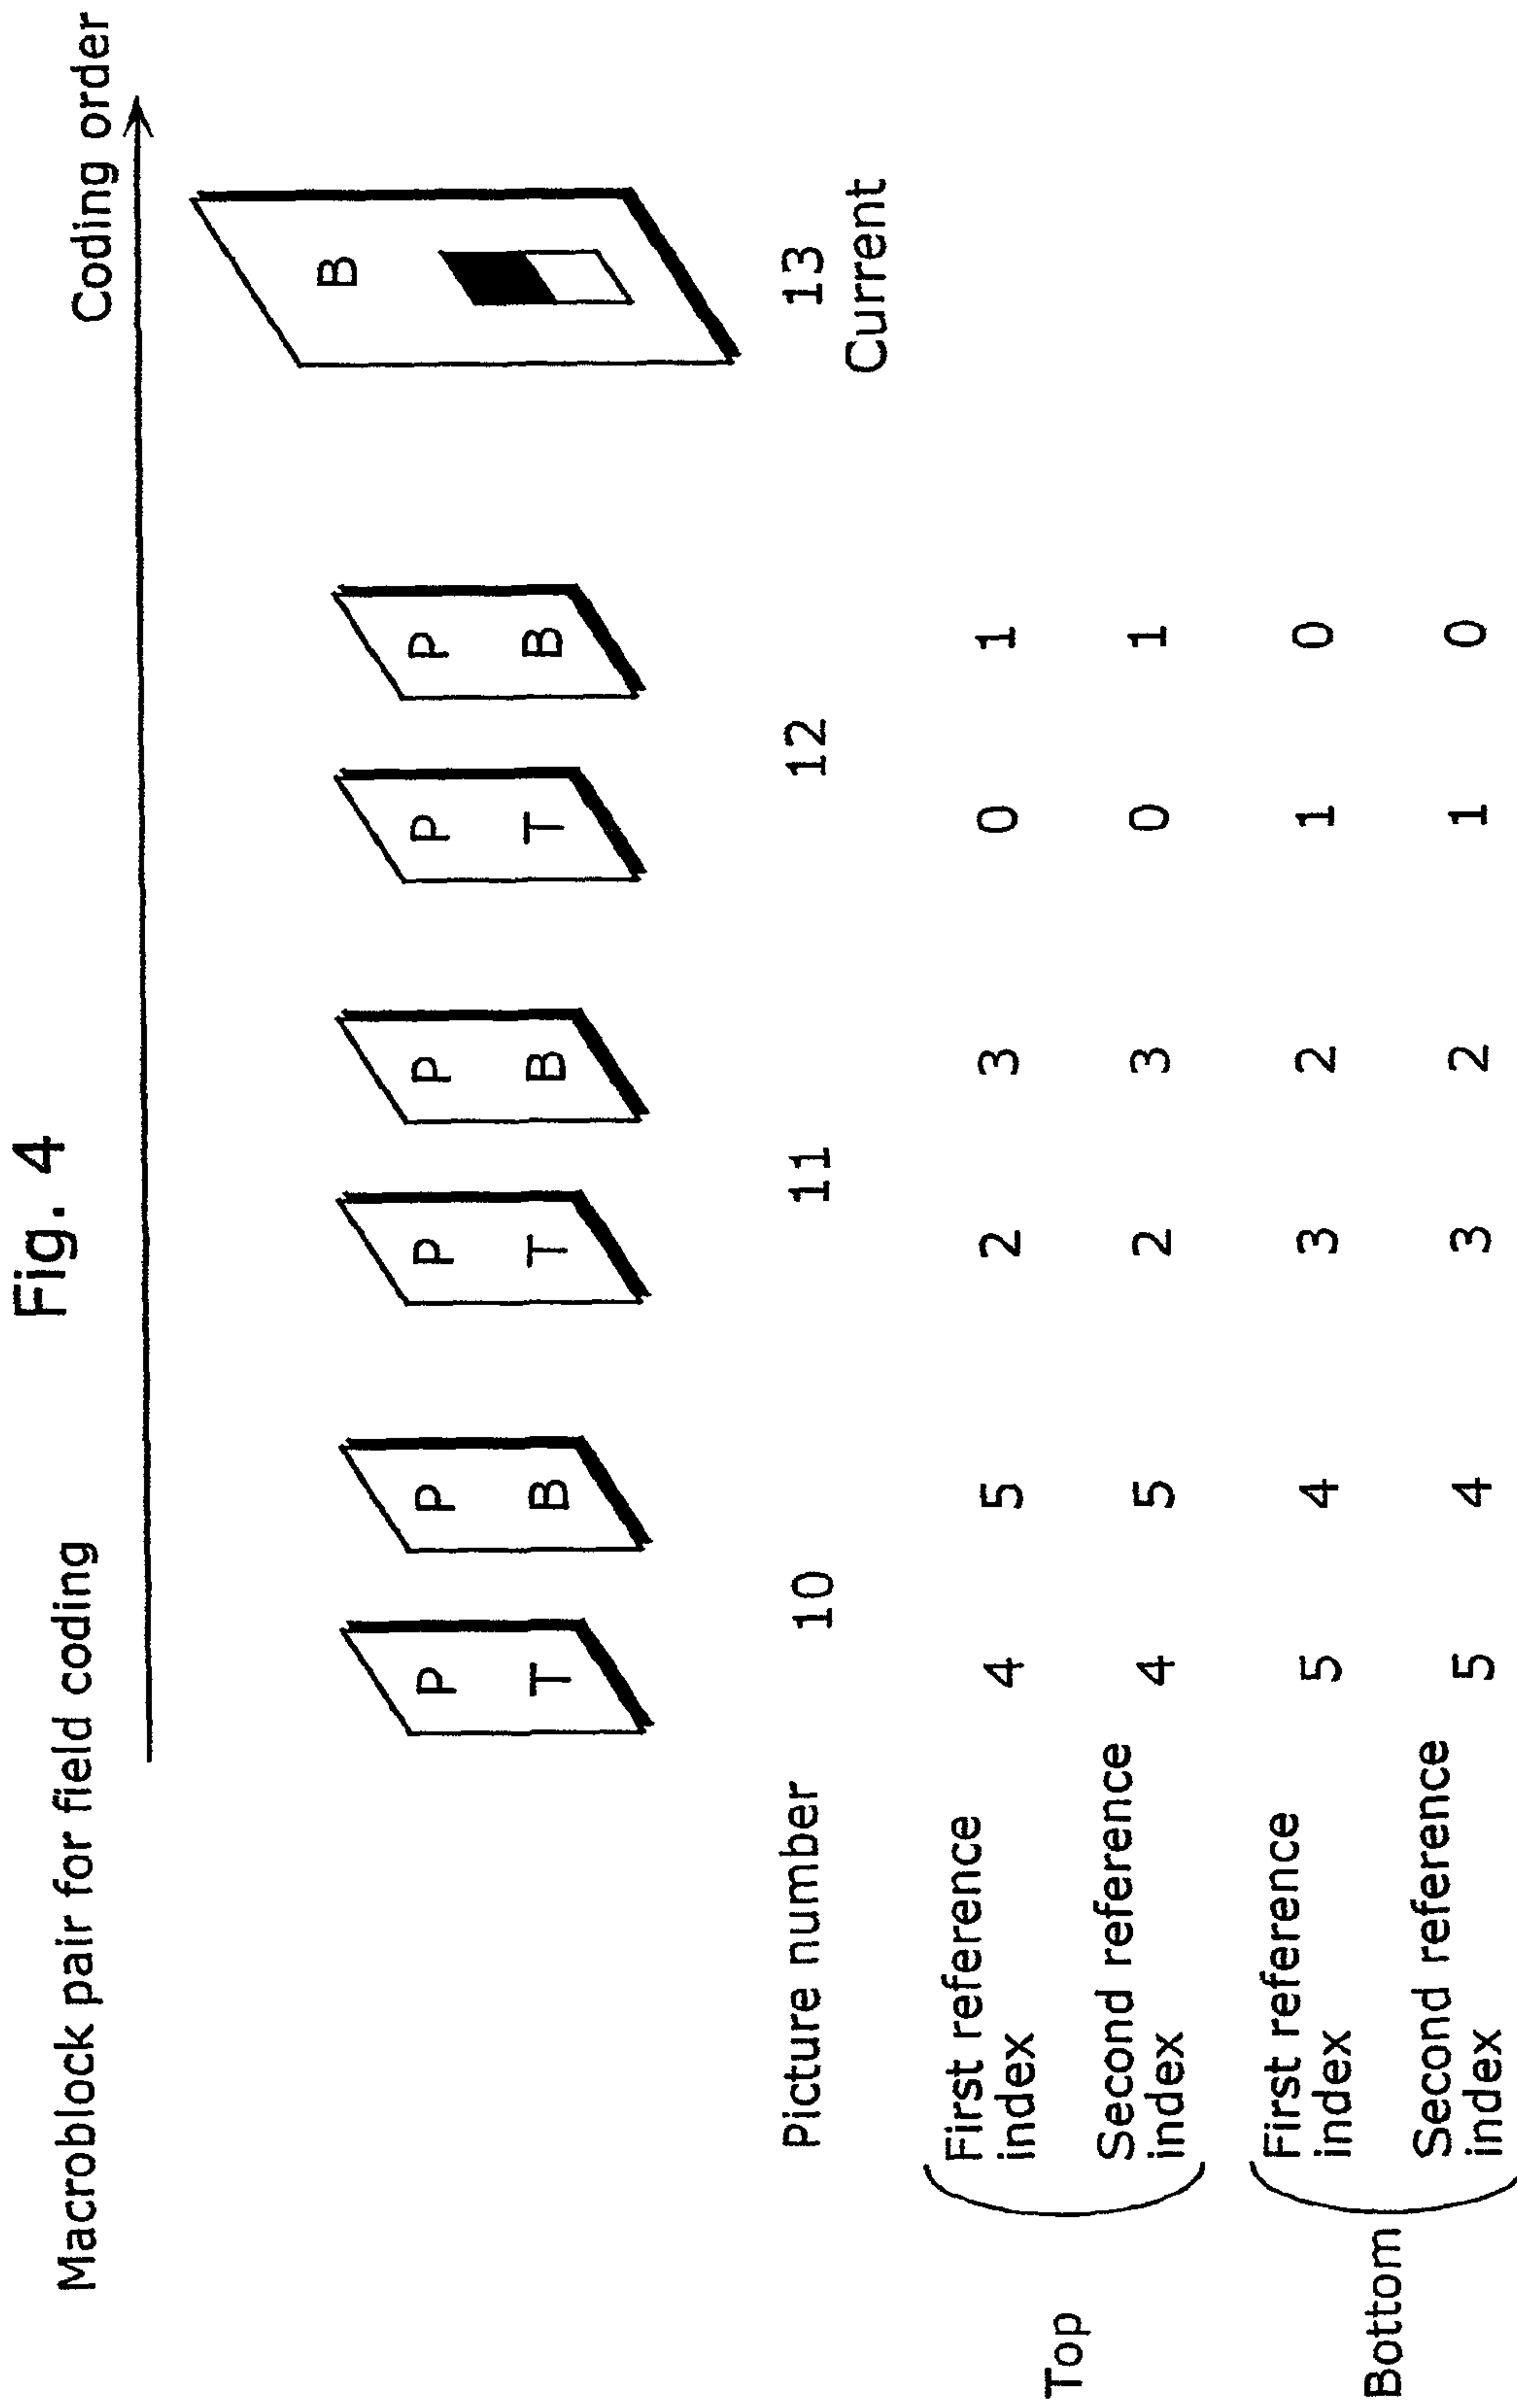 Fig. 4
Macroblock pair for field coding
Coding order
P P P P P P B
T B T B T B
Picture number 10 11 12 13
Current
Top
First reference index 4 5 2 3 0 1
Second reference index 4 5 2 3 0 1
Bottom
First reference index 5 4 3 2 1 0
Second reference index 5 4 3 2 1 0